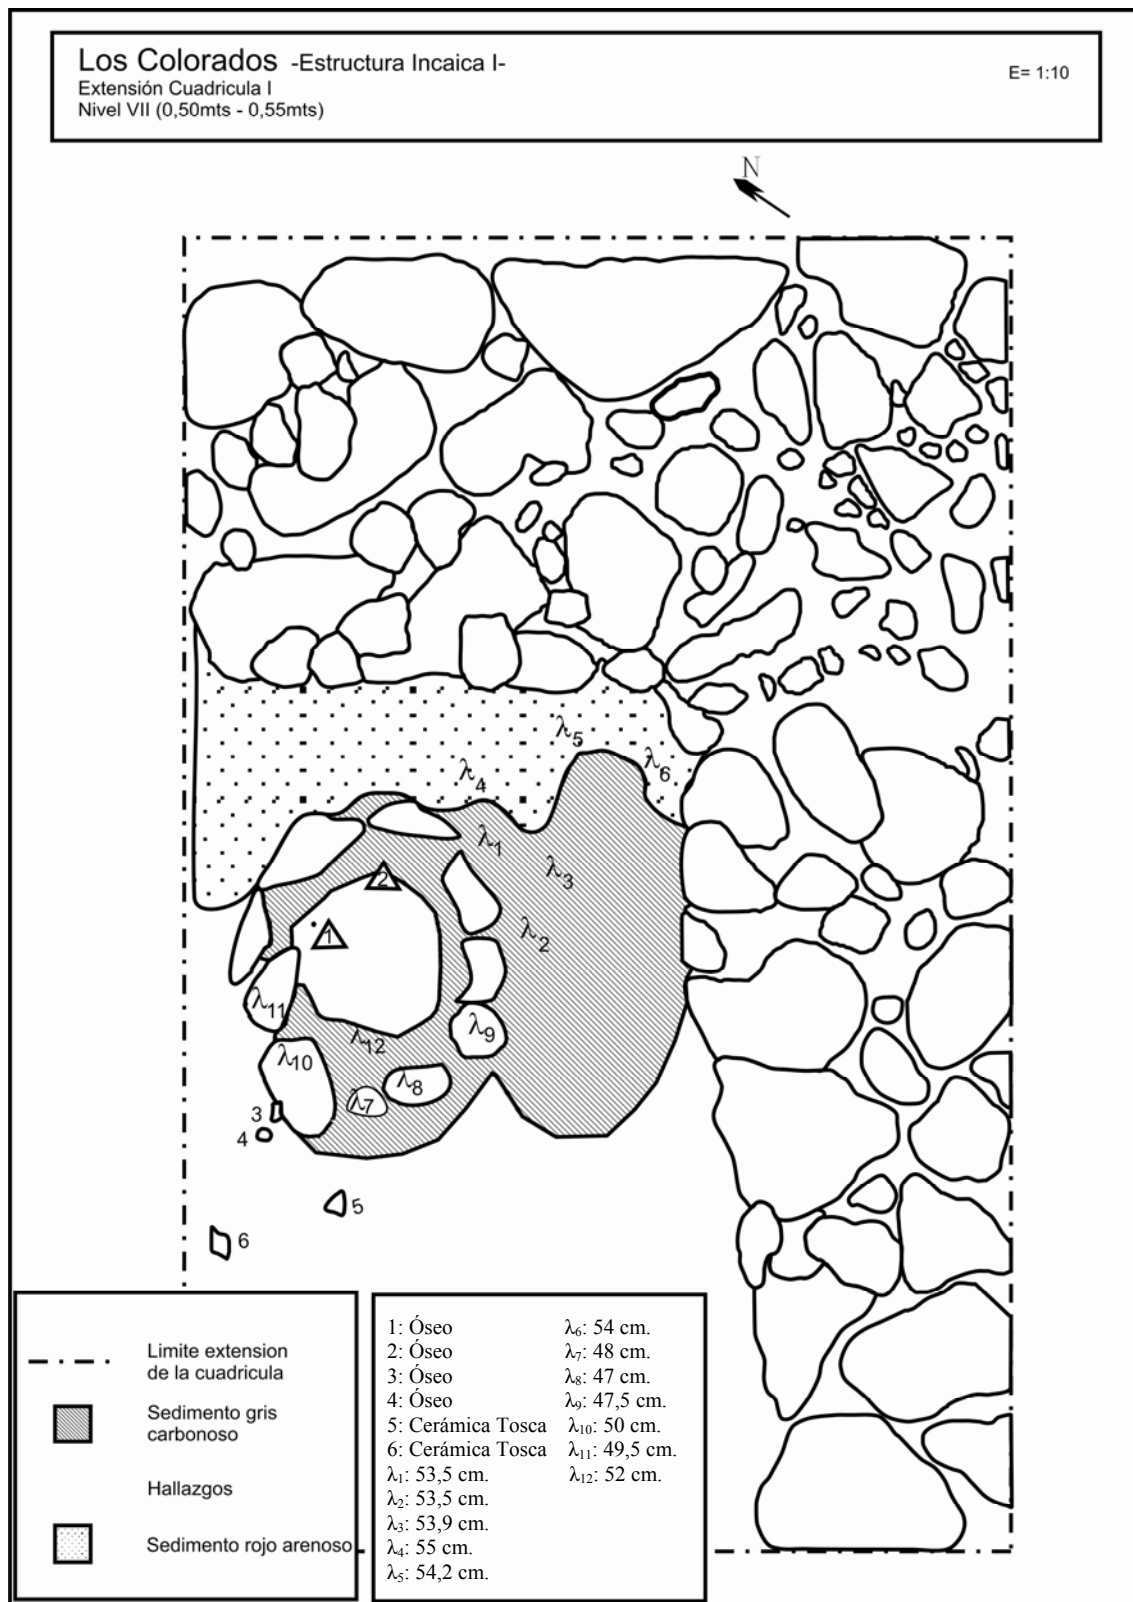 Los Colorados -Estructura Incaica I-
Extensión Cuadricula I
Nivel VII (0,50mts - 0,55mts)
E= 1:10
N
λ5
λ6
λ4
λ1
λ3
2
1
λ2
λ11
λ9
λ12
λ10
λ8
λ7
3
4
5
6
Limite extension
de la cuadricula
Sedimento gris
carbonoso
Hallazgos
Sedimento rojo arenoso
1: Óseo
2: Óseo
3: Óseo
4: Óseo
5: Cerámica Tosca
6: Cerámica Tosca
λ1: 53,5 cm.
λ2: 53,5 cm.
λ3: 53,9 cm.
λ4: 55 cm.
λ5: 54,2 cm.
λ6: 54 cm.
λ7: 48 cm.
λ8: 47 cm.
λ9: 47,5 cm.
λ10: 50 cm.
λ11: 49,5 cm.
λ12: 52 cm.